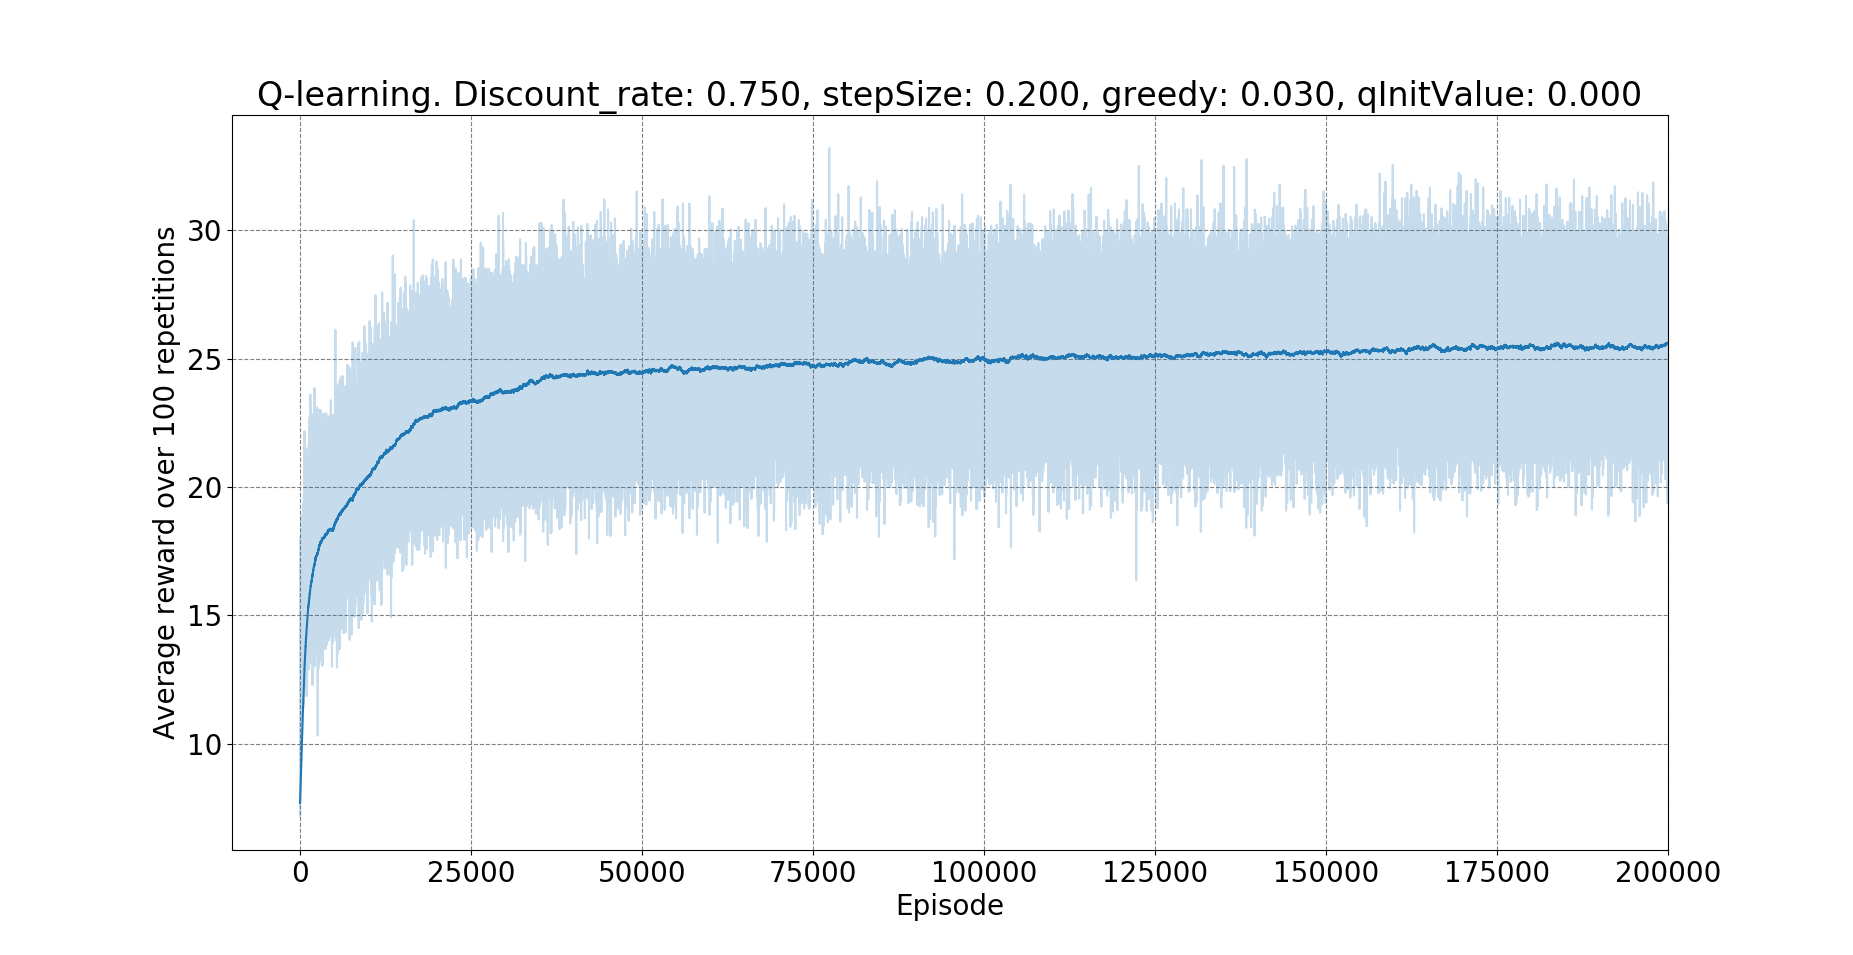 Q-learning. Discount_rate: 0.750, stepSize: 0.200, greedy: 0.030, qInitValue: 0.000
Average reward over 100 repetitions
30
25
20
15
10
0 25000 50000 75000 100000 125000 150000 175000 200000
Episode